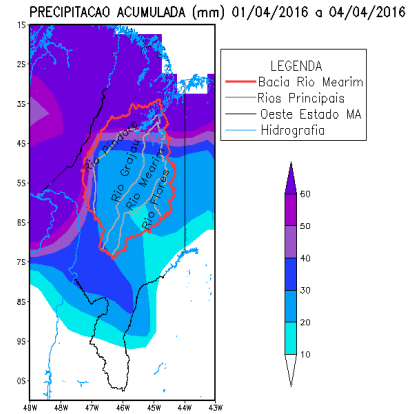 PRECIPITACAO ACUMULADA (mm) 01/04/2016 a 04/04/2016
1S
2S
3S
4S
5S
6S
7S
8S
9S
0S
48W
48W
47W
46W
45W
44W
43W
Rio Pindare
Rio Grajau
Rio Mearim
Rio Flores
LEGENDA
Bacia Rio Mearim
Rios Principais
Oeste Estado MA
Hidrografia
60
50
40
30
20
10